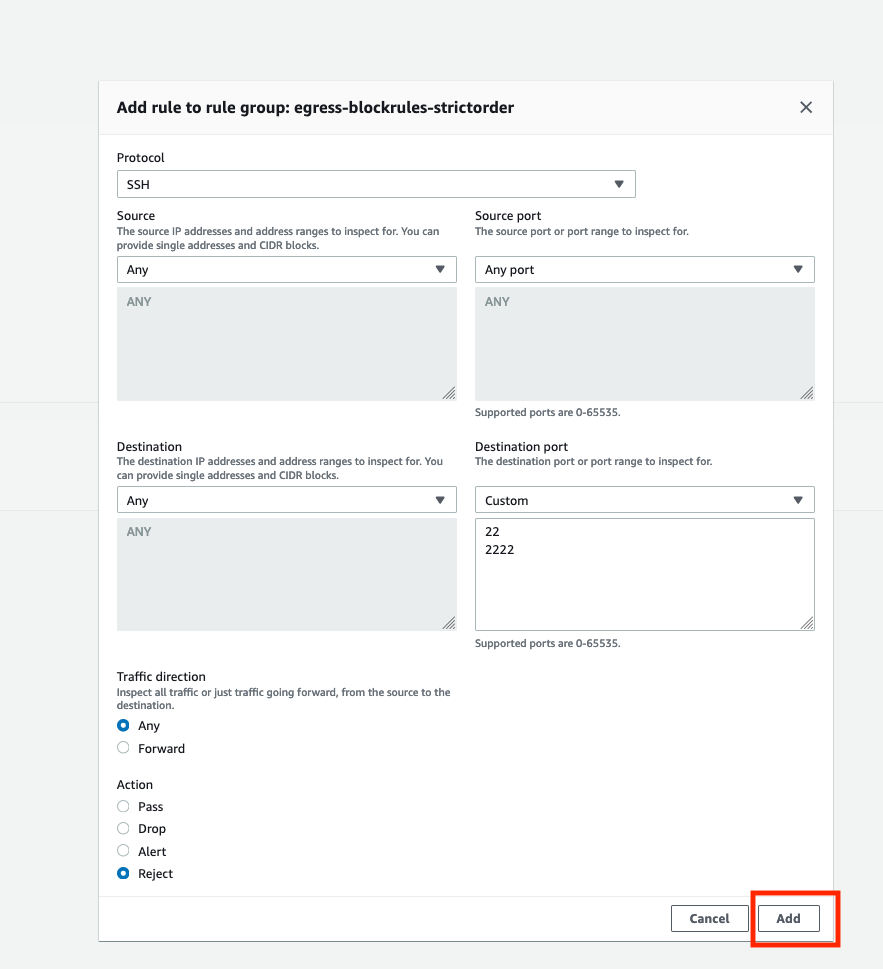 Add rule to rule group: egress-blockrules-strictorder
Protocol
SSH
Source
The source IP addresses and address ranges to inspect for. You can
provide single addresses and CIDR blocks.
Any
ANY
Source port
The source port or port range to inspect for.
Any port
ANY
Supported ports are 0-65535.
Destination
The destination IP addresses and address ranges to inspect for. You
can provide single addresses and CIDR blocks.
Any
ANY
Destination port
The destination port or port range to inspect for.
Custom
22
2222
Supported ports are 0-65535.
Traffic direction
Inspect all traffic or just traffic going forward, from the source to the
destination.
Any
Forward
Action
Pass
Drop
Alert
Reject
Cancel
Add